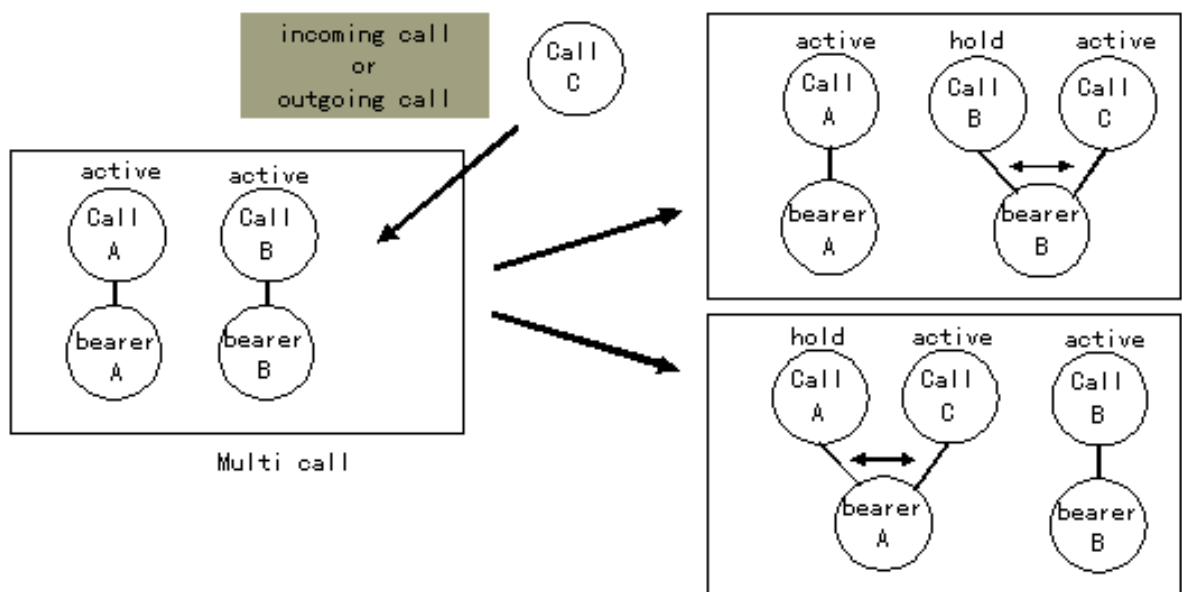 incoming call
or
outgoing call
Call
C
active
Call
A
bearer
A
active
Call
B
bearer
B
Multi call
active
Call
A
bearer
A
hold
Call
B
active
Call
C
bearer
B
hold
Call
A
active
Call
C
bearer
A
active
Call
B
bearer
B